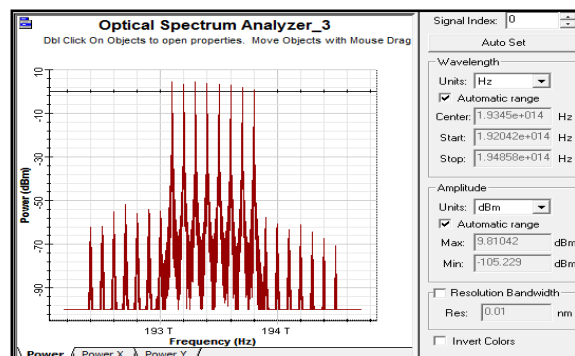 Optical Spectrum Analyzer_3
Dbl Click On Objects to open properties. Move Objects with Mouse Drag
Power (dBm)
10
-10
-30
-50
-70
-90
193 T
194 T
Frequency (Hz)
Power
Power X
Power Y
Signal Index: 0
Auto Set
Wavelength
Units: Hz
Automatic range
Center: 1.9345e+014 Hz
Start: 1.92042e+014 Hz
Stop: 1.94858e+014 Hz
Amplitude
Units: dBm
Automatic range
Max: 9.81042 dBm
Min: -105.229 dBm
Resolution Bandwidth
Res: 0.01 nm
Invert Colors